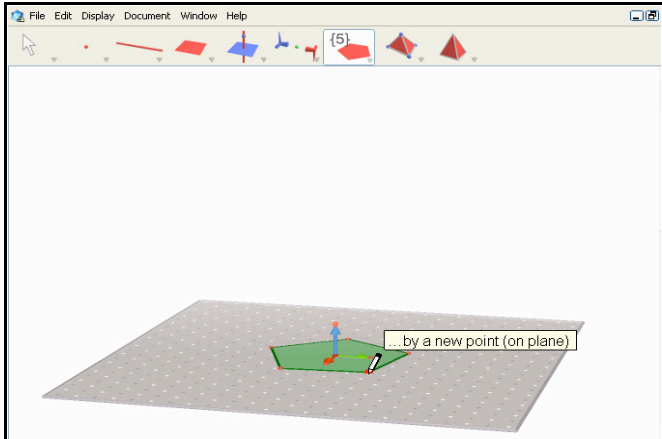 File Edit Display Document Window Help
{5}
...by a new point (on plane)